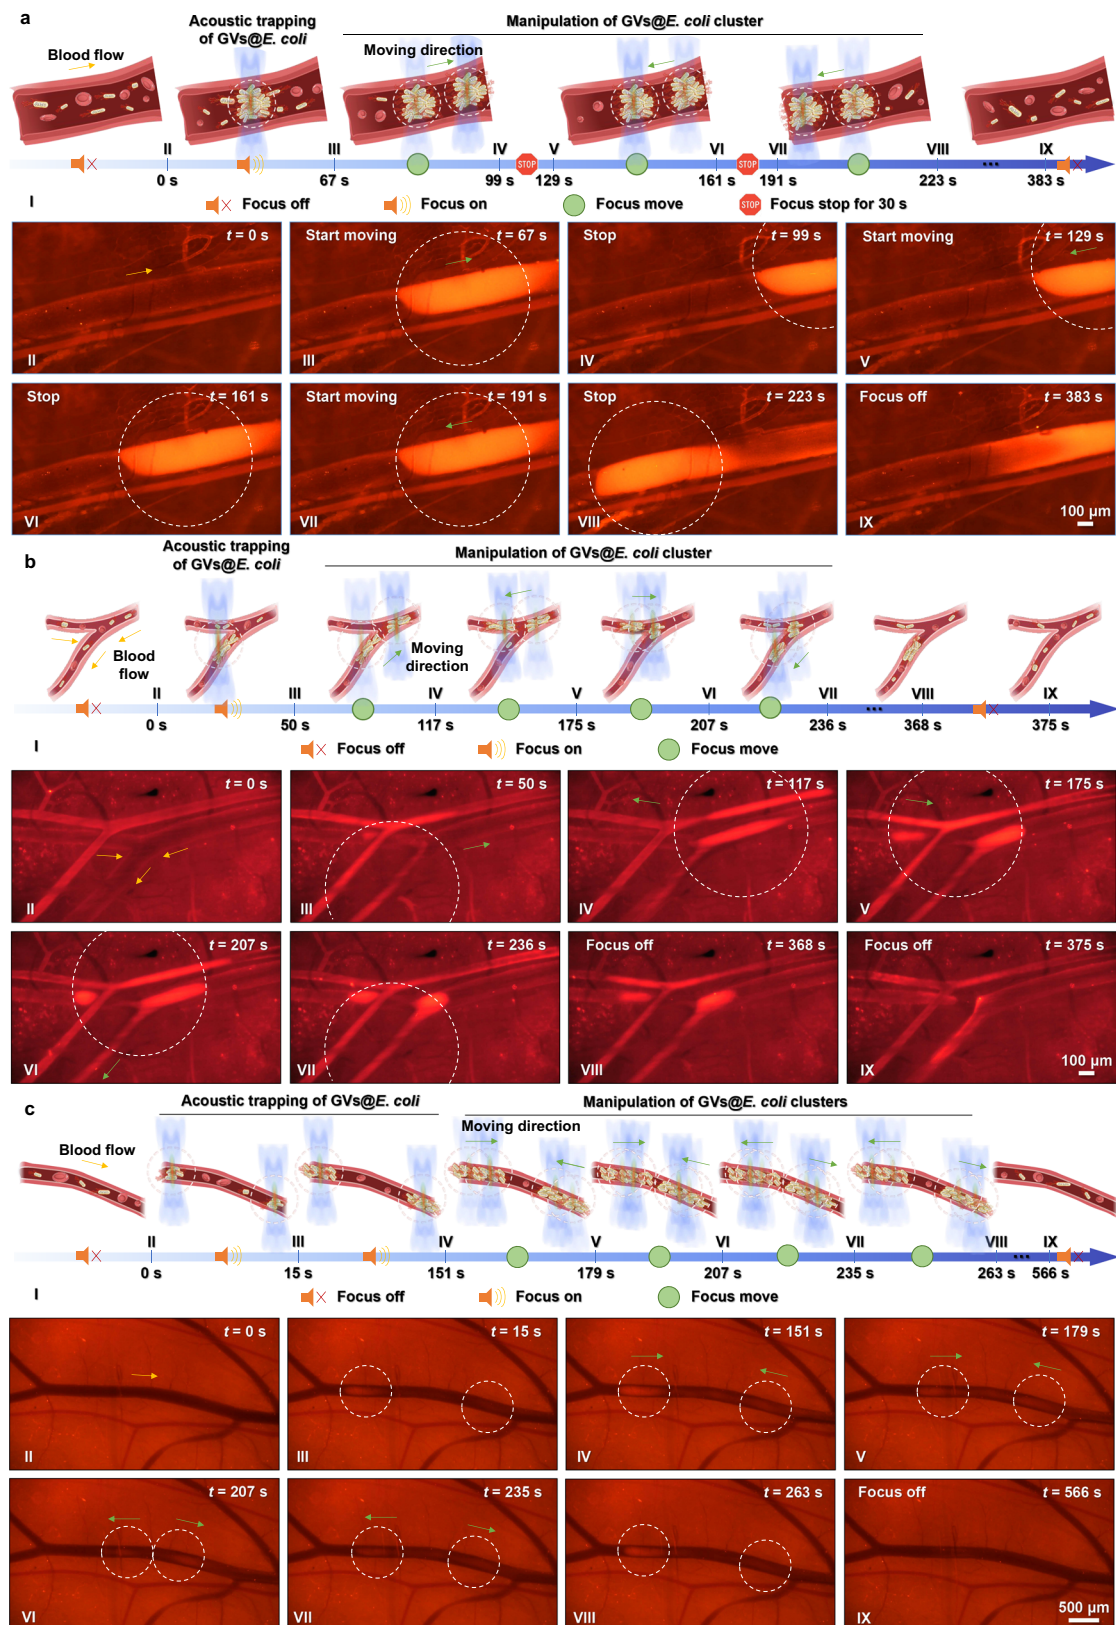 a
Acoustic trapping
of GVs@E. coli
Manipulation of GVs@E. coli cluster
Blood flow
Moving direction
II
III
IV
V
VI
VII
VIII
IX
STOP
STOP
...
0 s
67 s
99 s
129 s
161 s
191 s
223 s
383 s
I
Focus off
Focus on
Focus move
STOP
Focus stop for 30 s
t = 0 s
II
Start moving
t = 67 s
III
Stop
t = 99 s
IV
Start moving
t = 129 s
V
Stop
t = 161 s
VI
Start moving
t = 191 s
VII
Stop
t = 223 s
VIII
Focus off
t = 383 s
100 μm
IX
b
Acoustic trapping
of GVs@E. coli
Manipulation of GVs@E. coli cluster
Blood
flow
Moving
direction
II
III
IV
V
VI
VII
VIII
IX
...
0 s
50 s
117 s
175 s
207 s
236 s
368 s
375 s
I
Focus off
Focus on
Focus move
t = 0 s
II
t = 50 s
III
t = 117 s
IV
t = 175 s
V
t = 207 s
VI
t = 236 s
VII
Focus off
t = 368 s
VIII
Focus off
t = 375 s
100 μm
IX
c
Acoustic trapping of GVs@E. coli
Manipulation of GVs@E. coli clusters
Blood flow
Moving direction
II
III
IV
V
VI
VII
VIII
IX
...
0 s
15 s
151 s
179 s
207 s
235 s
263 s
566 s
I
Focus off
Focus on
Focus move
t = 0 s
II
t = 15 s
III
t = 151 s
IV
t = 179 s
V
t = 207 s
VI
t = 235 s
VII
t = 263 s
VIII
Focus off
t = 566 s
500 μm
IX